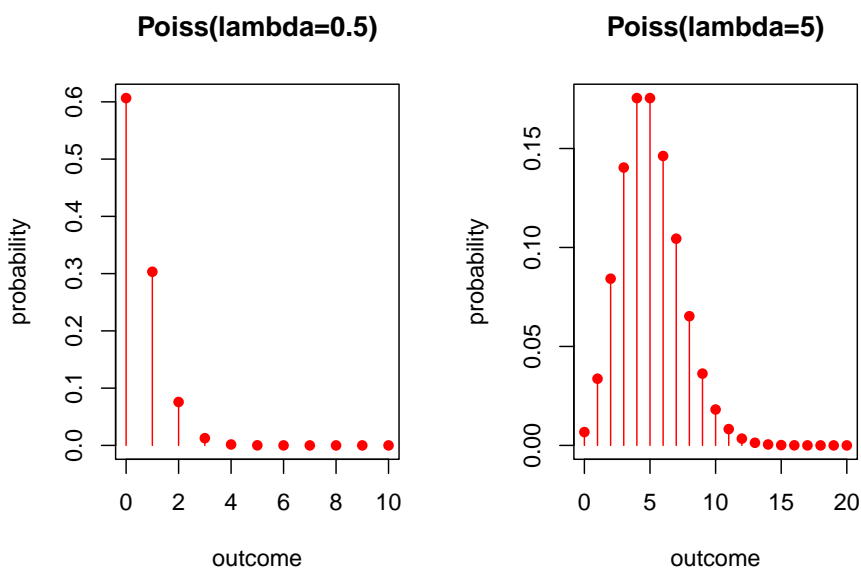 Poiss(lambda=0.5)
probability
0.6
0.5
0.4
0.3
0.2
0.1
0.0
0 2 4 6 8 10
outcome
Poiss(lambda=5)
probability
0.15
0.10
0.05
0.00
0 5 10 15 20
outcome